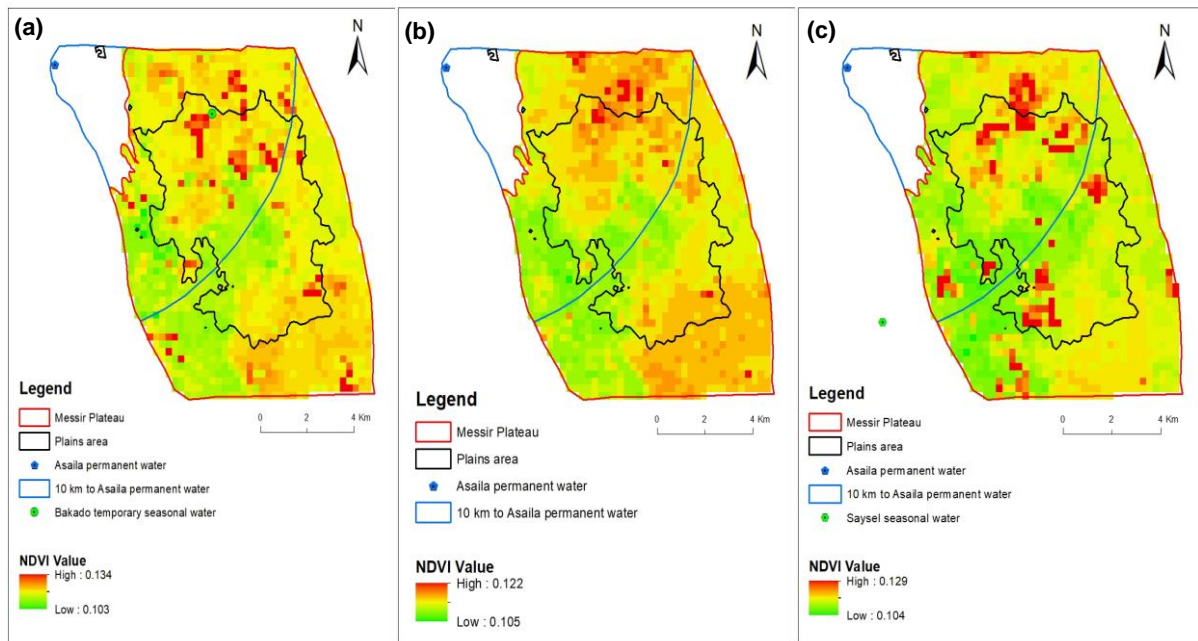 (a)
N
Legend
0 2 4 Km
Messir Plateau
Plains area
Asaila permanent water
10 km to Asaila permanent water
Bakado temporary seasonal water
NDVI Value
High : 0.134
Low : 0.103
(b)
N
Legend
0 2 4 Km
Messir Plateau
Plains area
Asaila permanent water
10 km to Asaila permanent water
NDVI Value
High : 0.122
Low : 0.105
(c)
N
Legend
0 2 4 Km
Messir Plateau
Plains area
Asaila permanent water
10 km to Asaila permanent water
Saysel seasonal water
NDVI Value
High : 0.129
Low : 0.104